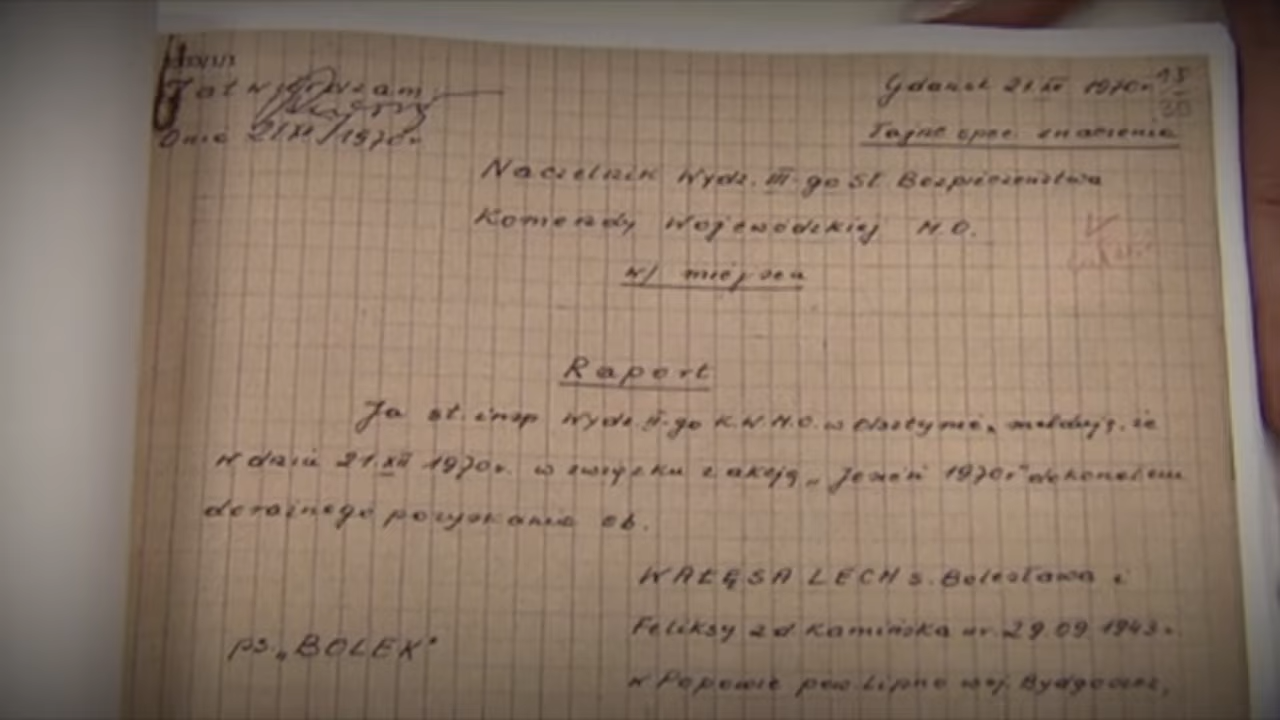 Zatwierdzam
Dnia 21.XII/1970r.
Gdańsk 21.XII 1970r.
Tajne spec. znaczenia
Naczelnik Wydz. III-go Sł. Bezpieczeństwa
Komendy Wojewódzkiej M.O.
w/ miejscu
Raport
Ja st. insp Wydz. II-go K.W.M.O. w Olsztynie, melduję, że
w dniu 21.XII 1970r. w związku z akcją „Jesień 1970r" dokonałem
doraźnego pozyskania ob.
WAŁĘSA LECH s. Bolesława i
Feliksy zd Kamińska ur. 29.09.1943r.
ps. „BOLEK"
w Popowie pow. Lipno woj. Bydgoszcz,